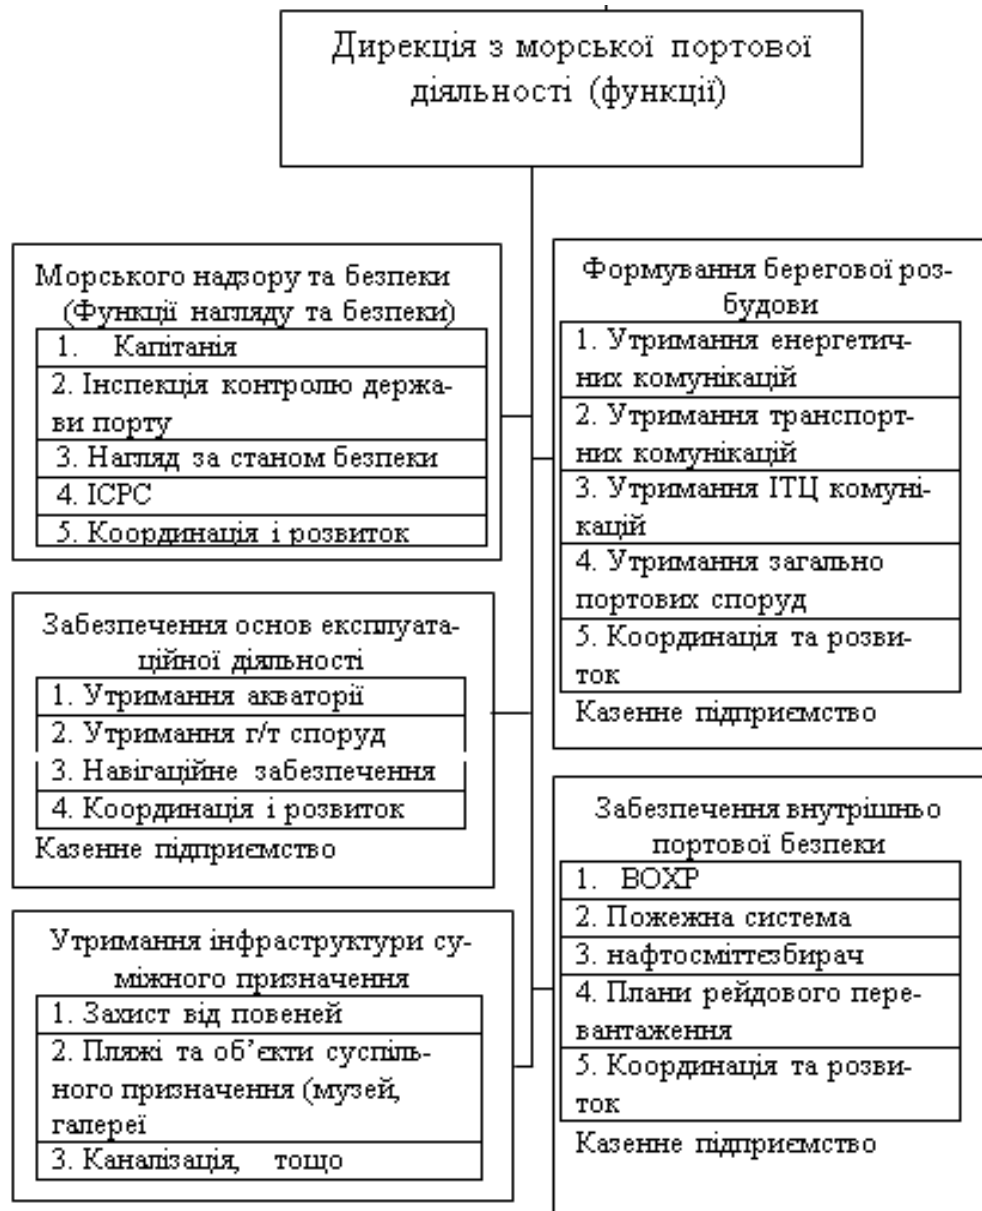 Дирекція з морської портової
діяльності (функції)
Морського надзору та безпеки
(Функції нагляду та безпеки)
1. Капітанія
2. Інспекція контролю держа-
ви порту
3. Нагляд за станом безпеки
4. ІСРС
5. Координація і розвиток
Формування берегової роз-
будови
1. Утримання енергетич-
них комунікацій
2. Утримання транспорт-
них комунікацій
3. Утримання ІТЦ комуні-
кацій
4. Утримання загально
портових споруд
5. Координація та розви-
ток
Казенне підприємство
Забезпечення основ експлуата-
ційної діяльності
1. Утримання акваторії
2. Утримання г/т споруд
3. Навігаційне забезпечення
4. Координація і розвиток
Казенне підприємство
Забезпечення внутрішньо
портової безпеки
1. ВОХР
2. Пожежна система
3. нафтосміттєзбирач
4. Плани рейдового пере-
вантаження
5. Координація та розви-
ток
Казенне підприємство
Утримання інфраструктури су-
міжного призначення
1. Захист від повеней
2. Пляжі та об’єкти суспіль-
ного призначення (музей,
галереї
3. Каналізація, тощо